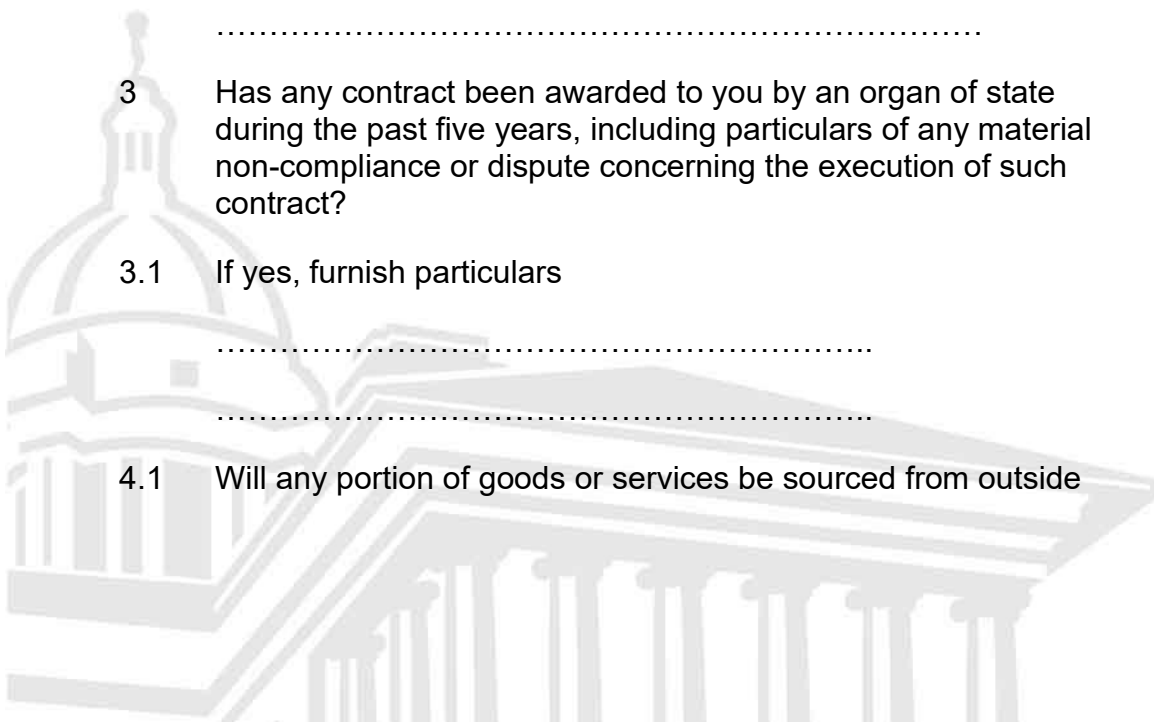 …………………………………………………………………
3 Has any contract been awarded to you by an organ of state
during the past five years, including particulars of any material
non-compliance or dispute concerning the execution of such
contract?
3.1 If yes, furnish particulars
………………………………………………………..
………………………………………………………..
4.1 Will any portion of goods or services be sourced from outside